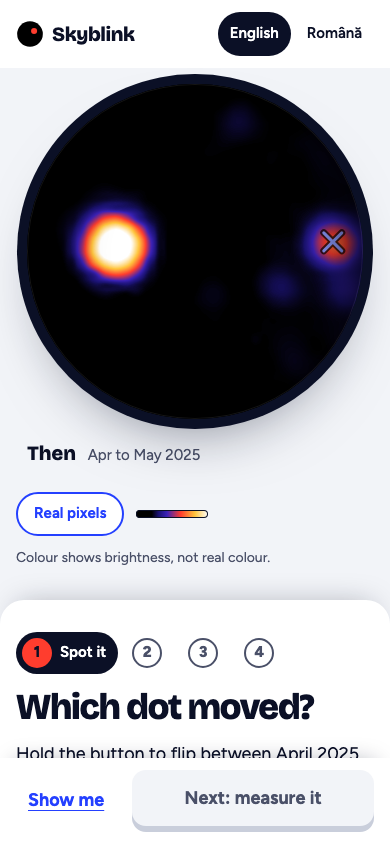 Skyblink
English
Română
Then Apr to May 2025
Real pixels
Colour shows brightness, not real colour.
1 Spot it 2 3 4
Which dot moved?
Hold the button to flip between April 2025
Show me
Next: measure it